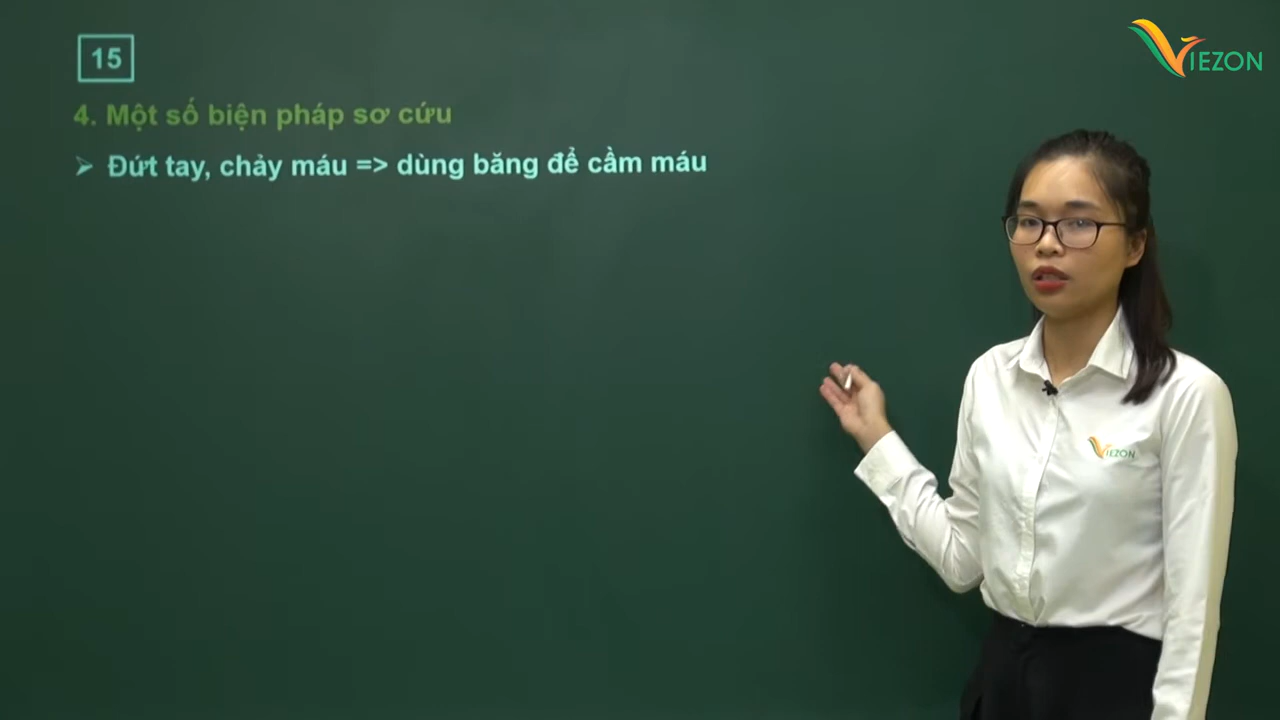 VIEZON
15
4. Một số biện pháp sơ cứu
➢ Đứt tay, chảy máu => dùng băng để cầm máu
VIEZON